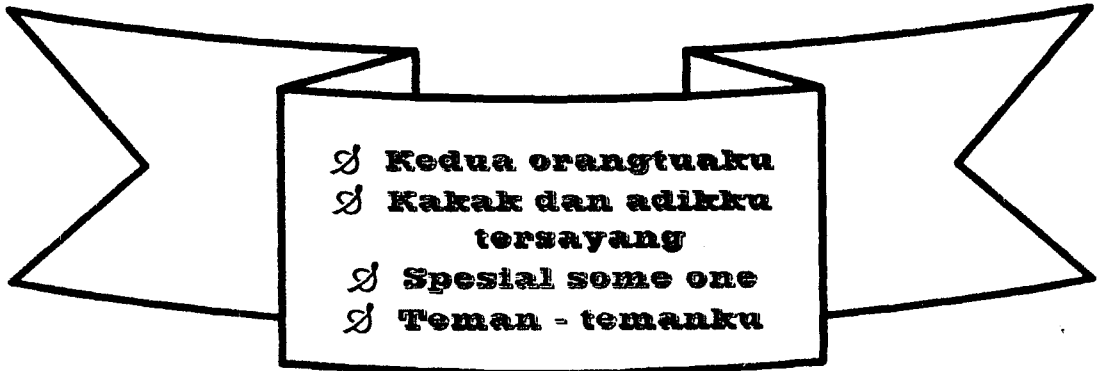 Kedua orangtuaku
Kakak dan adikku
tersayang
Spesial some one
Teman - temanku